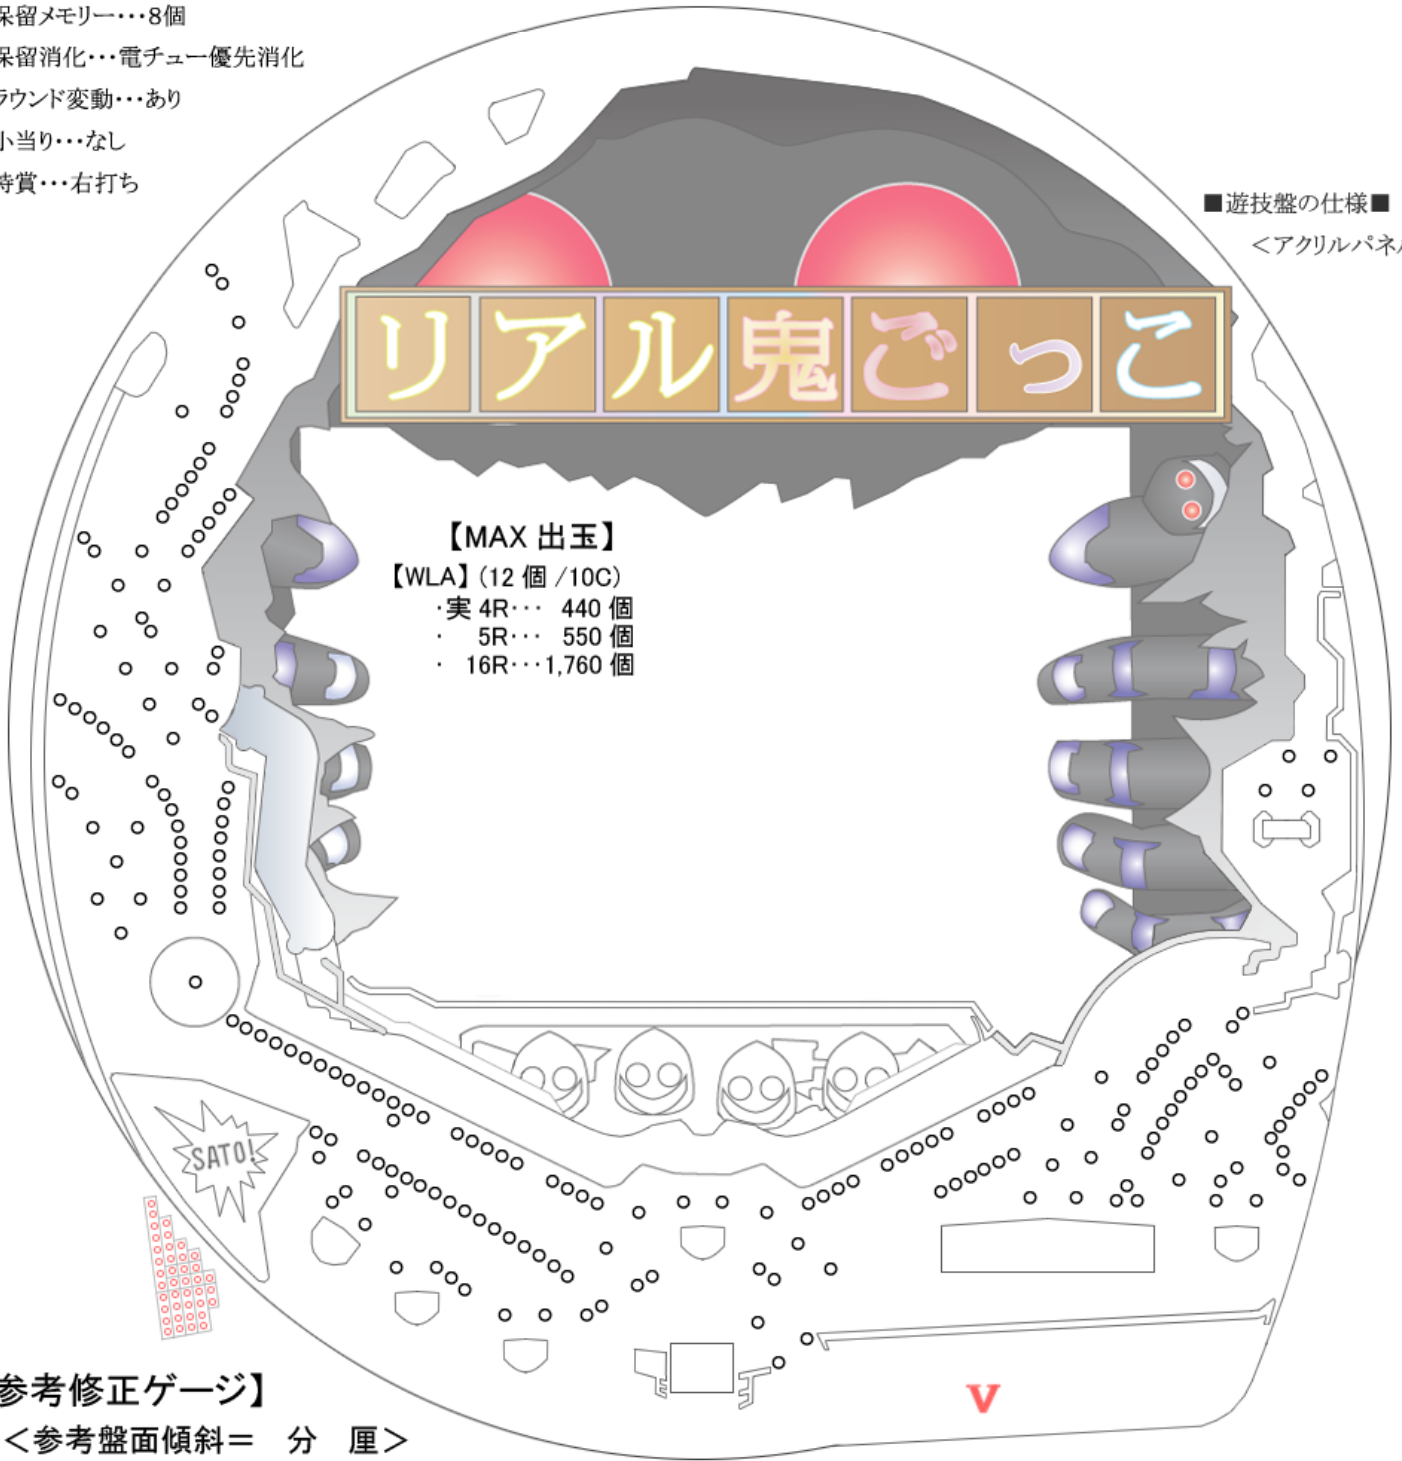 保留メモリー･･･8個
保留消化･･･電チュー優先消化
ラウンド変動･･･あり
小当り･･･なし
特賞･･･右打ち
■遊技盤の仕様■
＜アクリルパネル
リアル鬼ごっこ
【MAX 出玉】
【WLA】(12 個 /10C)
･実 4R･･･ 440 個
･ 5R･･･ 550 個
･ 16R･･･1,760 個
SATO!
V
参考修正ゲージ】
＜参考盤面傾斜＝ 分 厘＞